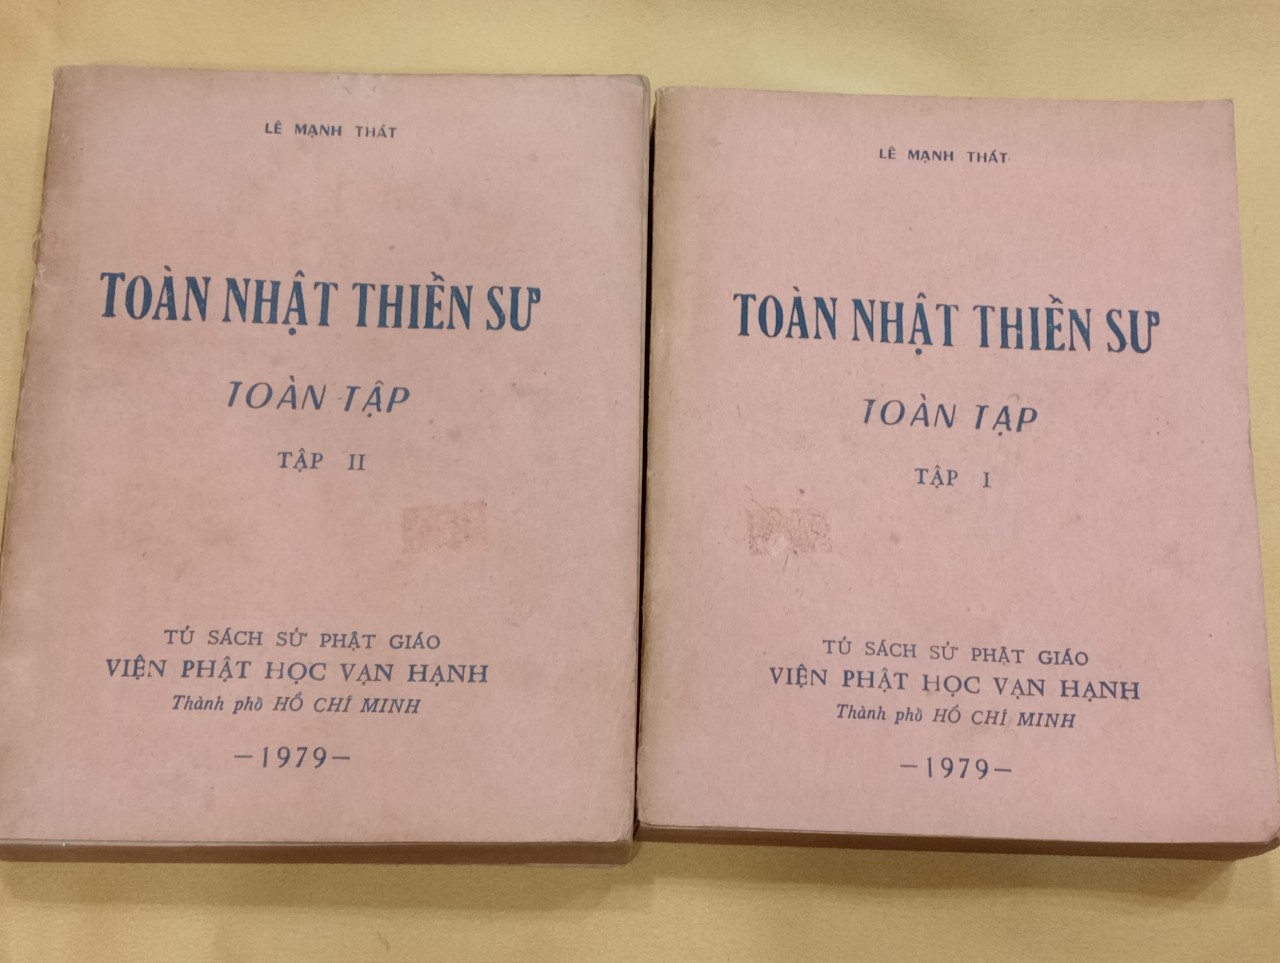 LÊ MẠNH THÁT
TOÀN NHẬT THIỀN SƯ
TOÀN TẬP
TẬP II
TỦ SÁCH SỬ PHẬT GIÁO
VIỆN PHẬT HỌC VẠN HẠNH
Thành phố HỒ CHÍ MINH
—1979—
LÊ MẠNH THÁT
TOÀN NHẬT THIỀN SƯ
TOÀN TẬP
TẬP I
TỦ SÁCH SỬ PHẬT GIÁO
VIỆN PHẬT HỌC VẠN HẠNH
Thành phố HỒ CHÍ MINH
—1979—